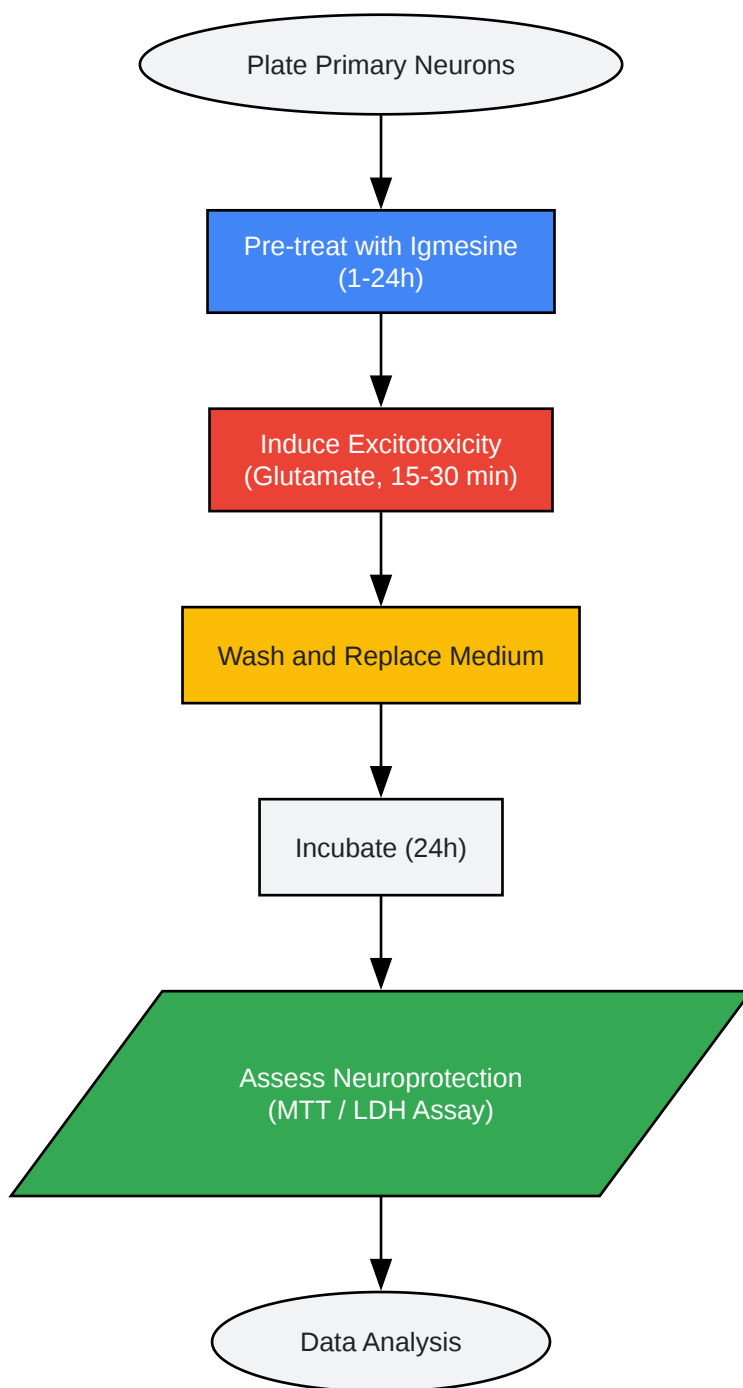 Plate Primary Neurons
Pre-treat with Igmesine
(1-24h)
Induce Excitotoxicity
(Glutamate, 15-30 min)
Wash and Replace Medium
Incubate (24h)
Assess Neuroprotection
(MTT / LDH Assay)
Data Analysis